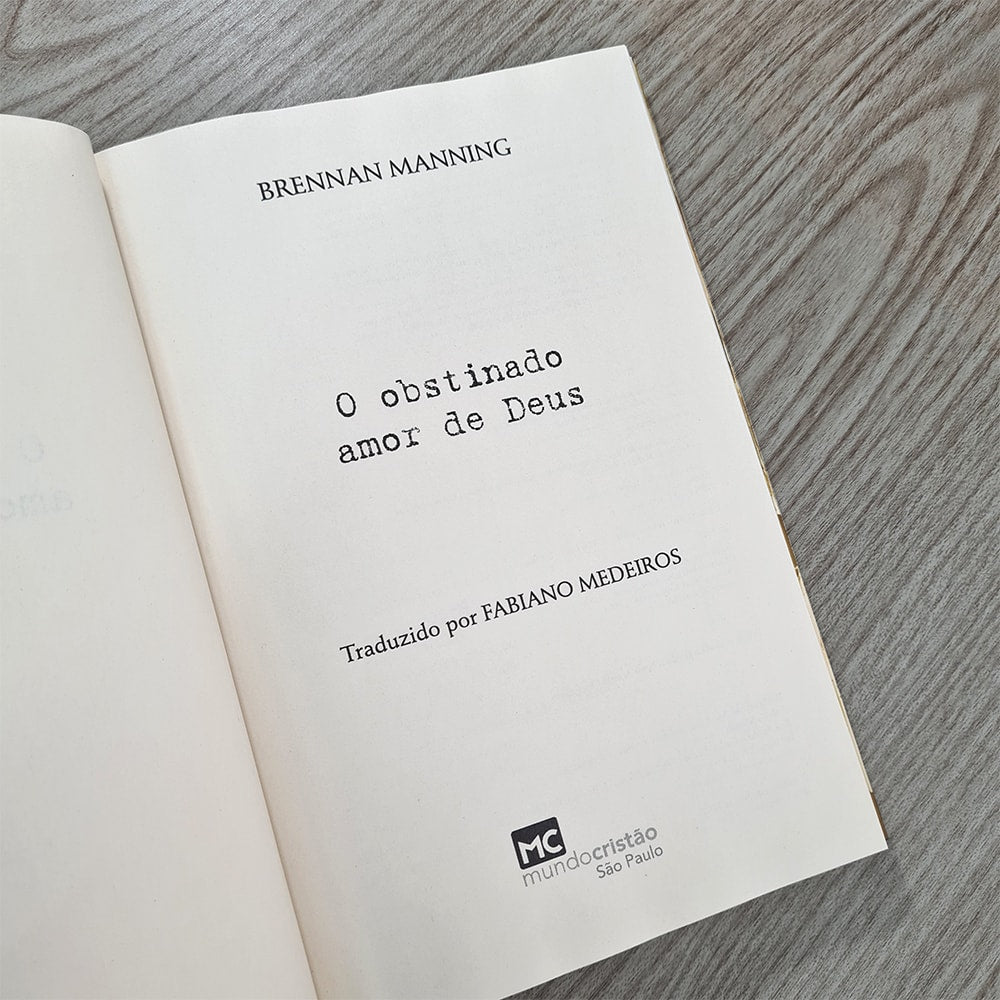 BRENNAN MANNING
O obstinado
amor de Deus
Traduzido por FABIANO MEDEIROS
MC
mundocristão
São Paulo